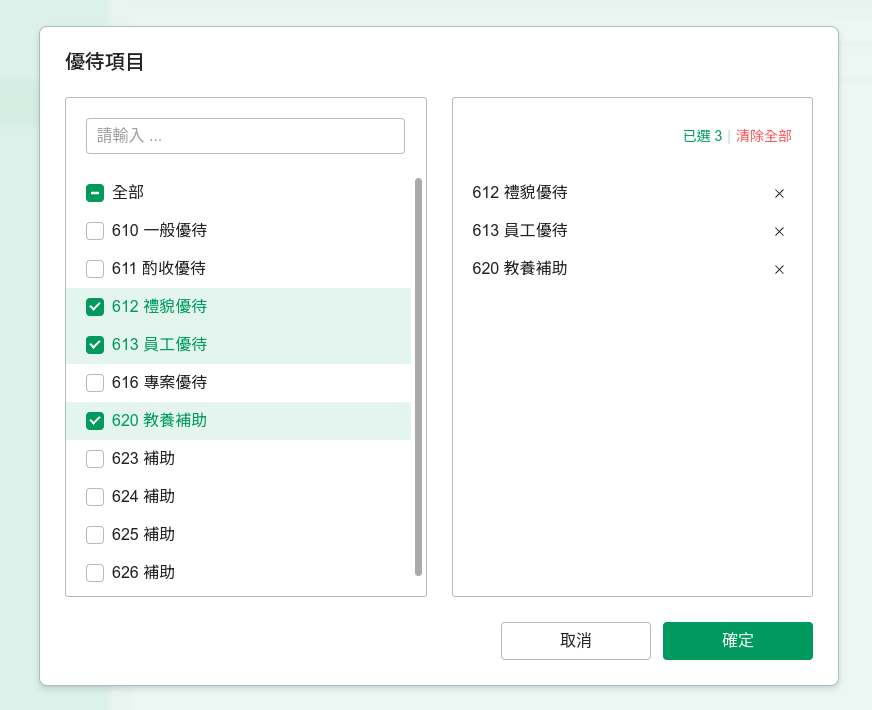 優待項目
請輸入 ...
全部
610 一般優待
611 酌收優待
612 禮貌優待
613 員工優待
616 專案優待
620 教養補助
623 補助
624 補助
625 補助
626 補助
已選 3 | 清除全部
612 禮貌優待
613 員工優待
620 教養補助
取消
確定